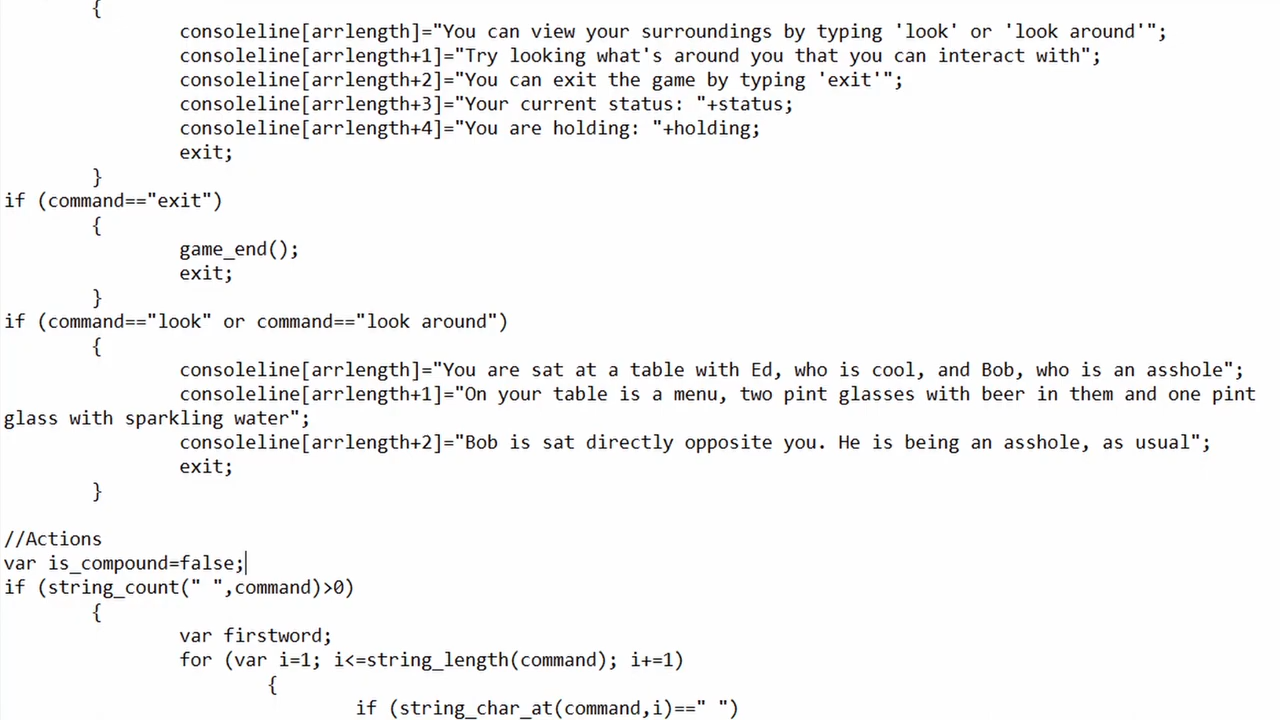 {
consoleline[arrlength]="You can view your surroundings by typing 'look' or 'look around'";
consoleline[arrlength+1]="Try looking what's around you that you can interact with";
consoleline[arrlength+2]="You can exit the game by typing 'exit'";
consoleline[arrlength+3]="Your current status: "+status;
consoleline[arrlength+4]="You are holding: "+holding;
exit;
}
if (command=="exit")
{
game_end();
exit;
}
if (command=="look" or command=="look around")
{
consoleline[arrlength]="You are sat at a table with Ed, who is cool, and Bob, who is an asshole";
consoleline[arrlength+1]="On your table is a menu, two pint glasses with beer in them and one pint
glass with sparkling water";
consoleline[arrlength+2]="Bob is sat directly opposite you. He is being an asshole, as usual";
exit;
}
//Actions
var is_compound=false;
if (string_count(" ",command)>0)
{
var firstword;
for (var i=1; i<=string_length(command); i+=1)
{
if (string_char_at(command,i)==" ")